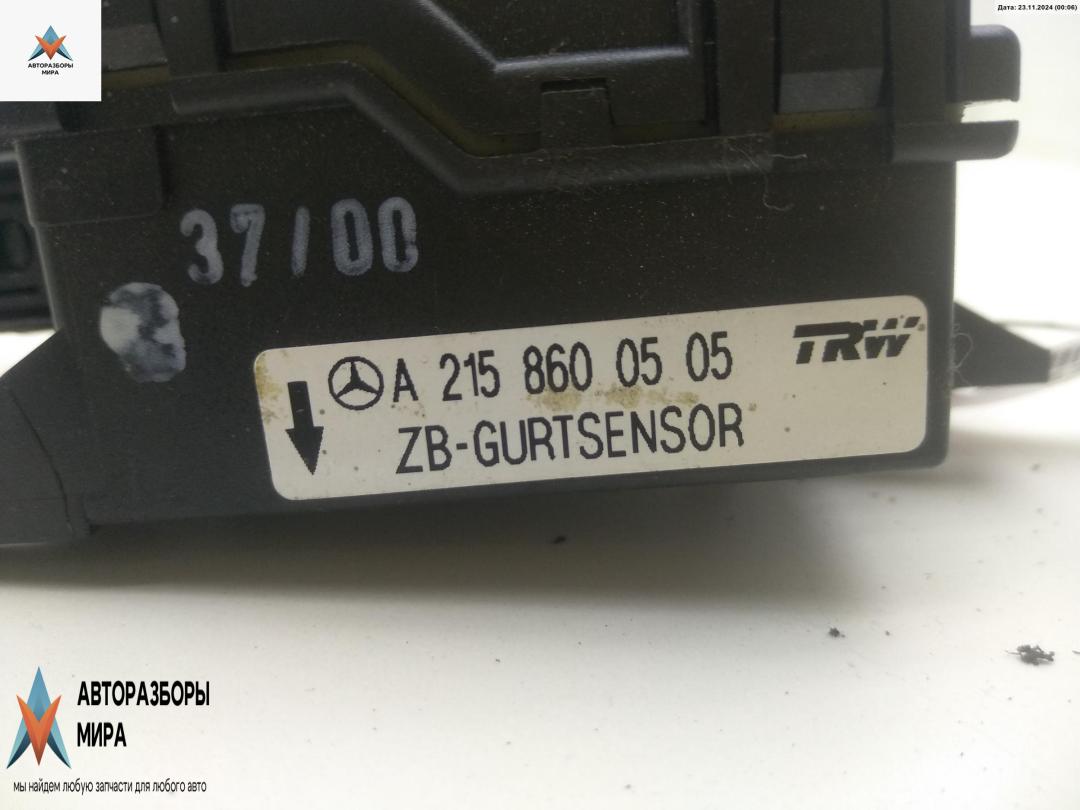 Дата: 23.11.2024 (00:06)
АВТОРАЗБОРЫ
МИРА
37/00
A 215 860 05 05
TRW
ZB-GURTSENSOR
АВТОРАЗБОРЫ
МИРА
мы найдем любую запчасти для любого авто